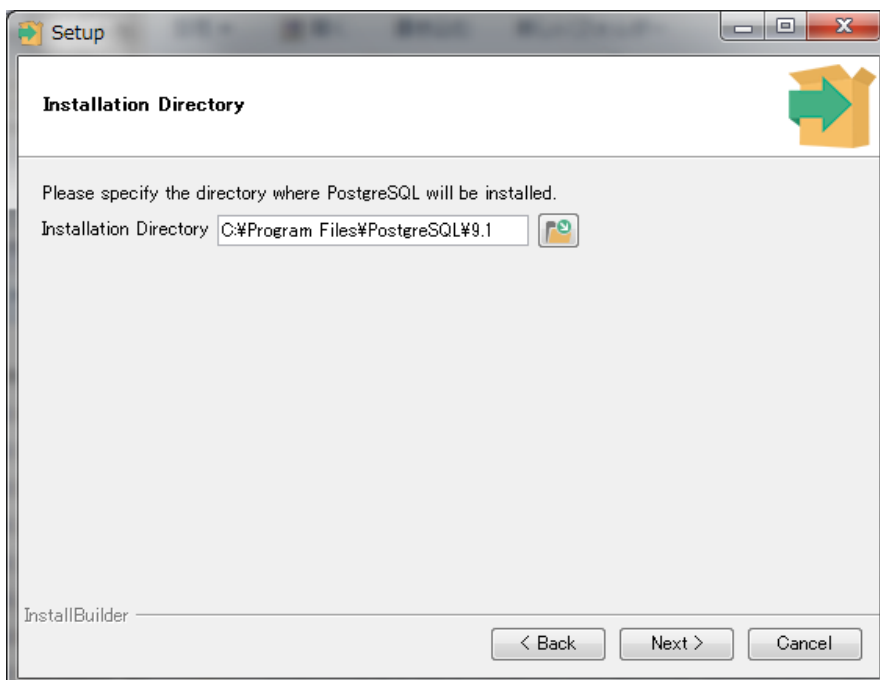 Setup
Installation Directory
Please specify the directory where PostgreSQL will be installed.
Installation Directory C:¥Program Files¥PostgreSQL¥9.1
InstallBuilder
< Back Next > Cancel